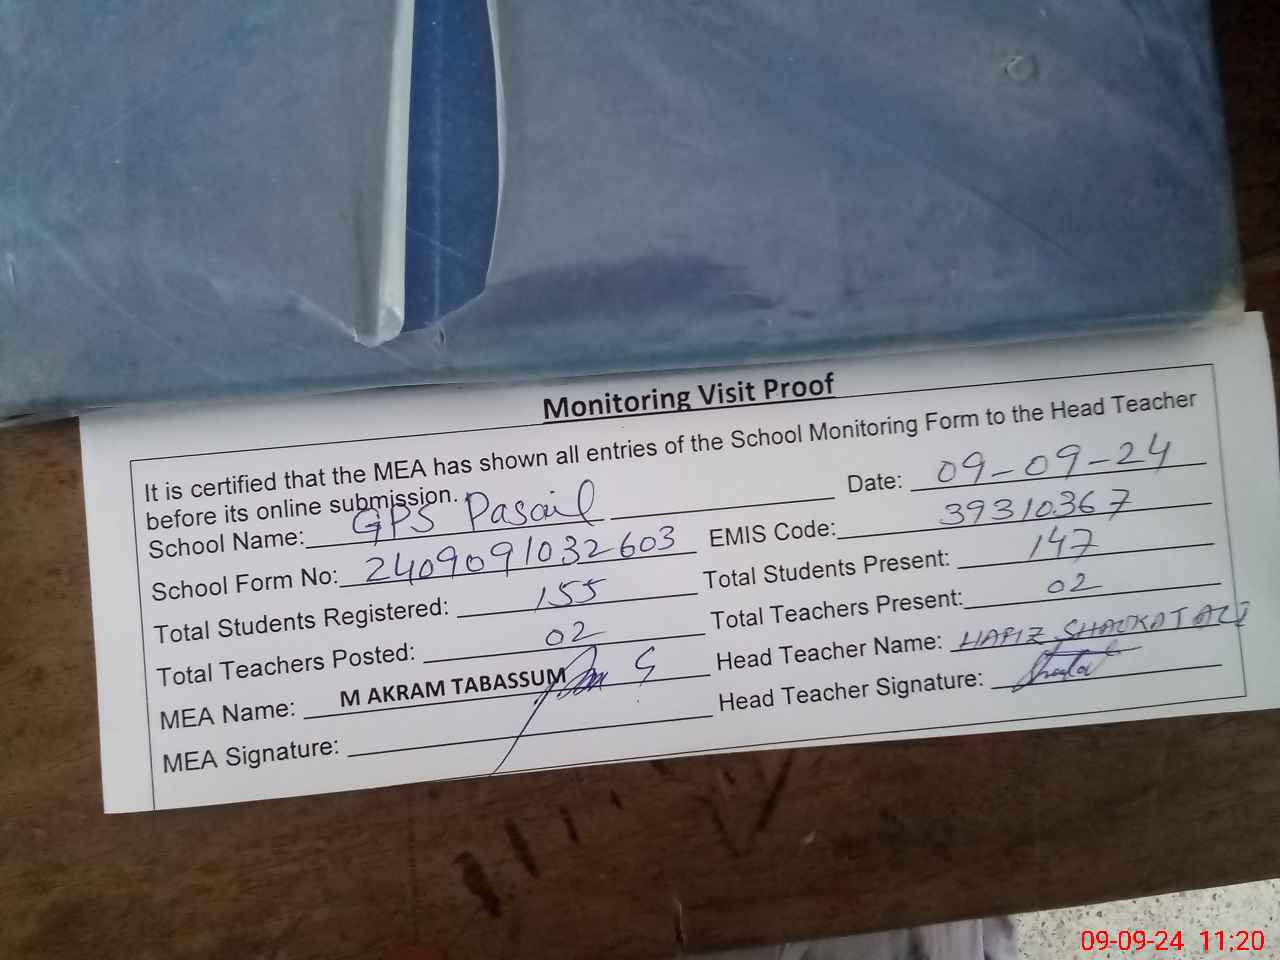 Monitoring Visit Proof
It is certified that the MEA has shown all entries of the School Monitoring Form to the Head Teacher
before its online submission.
School Name: GPS Pasail Date: 09-09-24
School Form No: 2409091032603 EMIS Code: 39310367
Total Students Registered: 155 Total Students Present: 147
Total Teachers Posted: 02 Total Teachers Present: 02
MEA Name: M AKRAM TABASSUM Head Teacher Name: HAFIZ SHAUKAT ALI
MEA Signature: Head Teacher Signature:
09-09-24 11:20